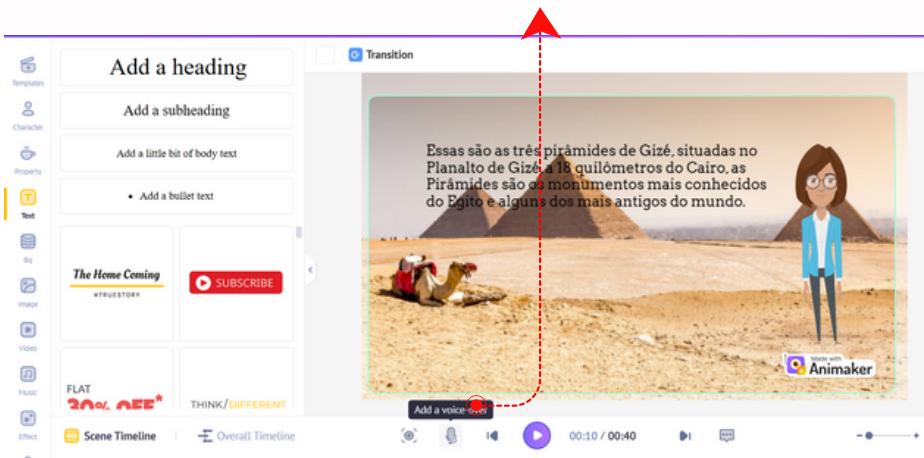 Templates
Character
Property
Text
Bg
Image
Video
Music
Effect
Add a heading
Add a subheading
Add a little bit of body text
• Add a bullet text
The Home Coming
#TRUESTORY
SUBSCRIBE
FLAT
30% OFF*
THINK/DIFFERENT
Transition
Essas são as três pirâmides de Gizé, situadas no
Planalto de Gizé, a 18 quilômetros do Cairo, as
Pirâmides são os monumentos mais conhecidos
do Egito e alguns dos mais antigos do mundo.
Made with
Animaker
Add a voice-over
Scene Timeline
Overall Timeline
00:10 / 00:40